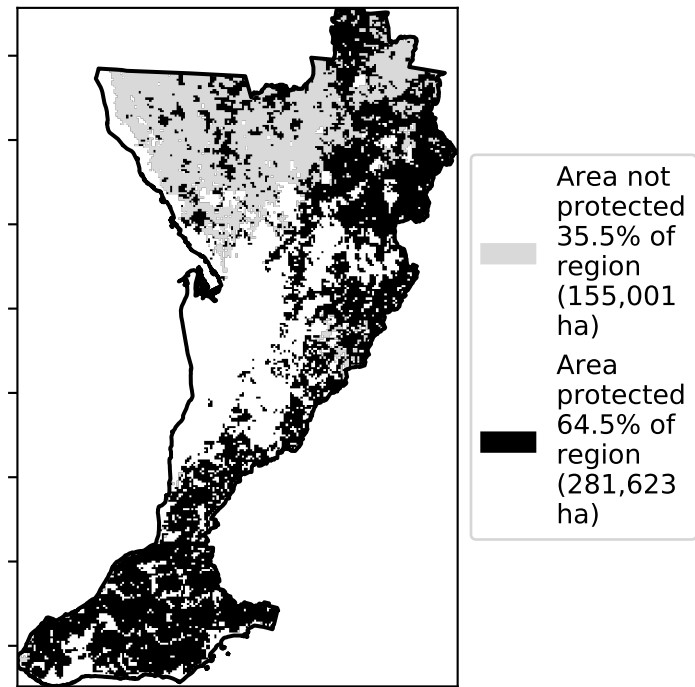 Area not
protected
35.5% of
region
(155,001
ha)
Area
protected
64.5% of
region
(281,623
ha)